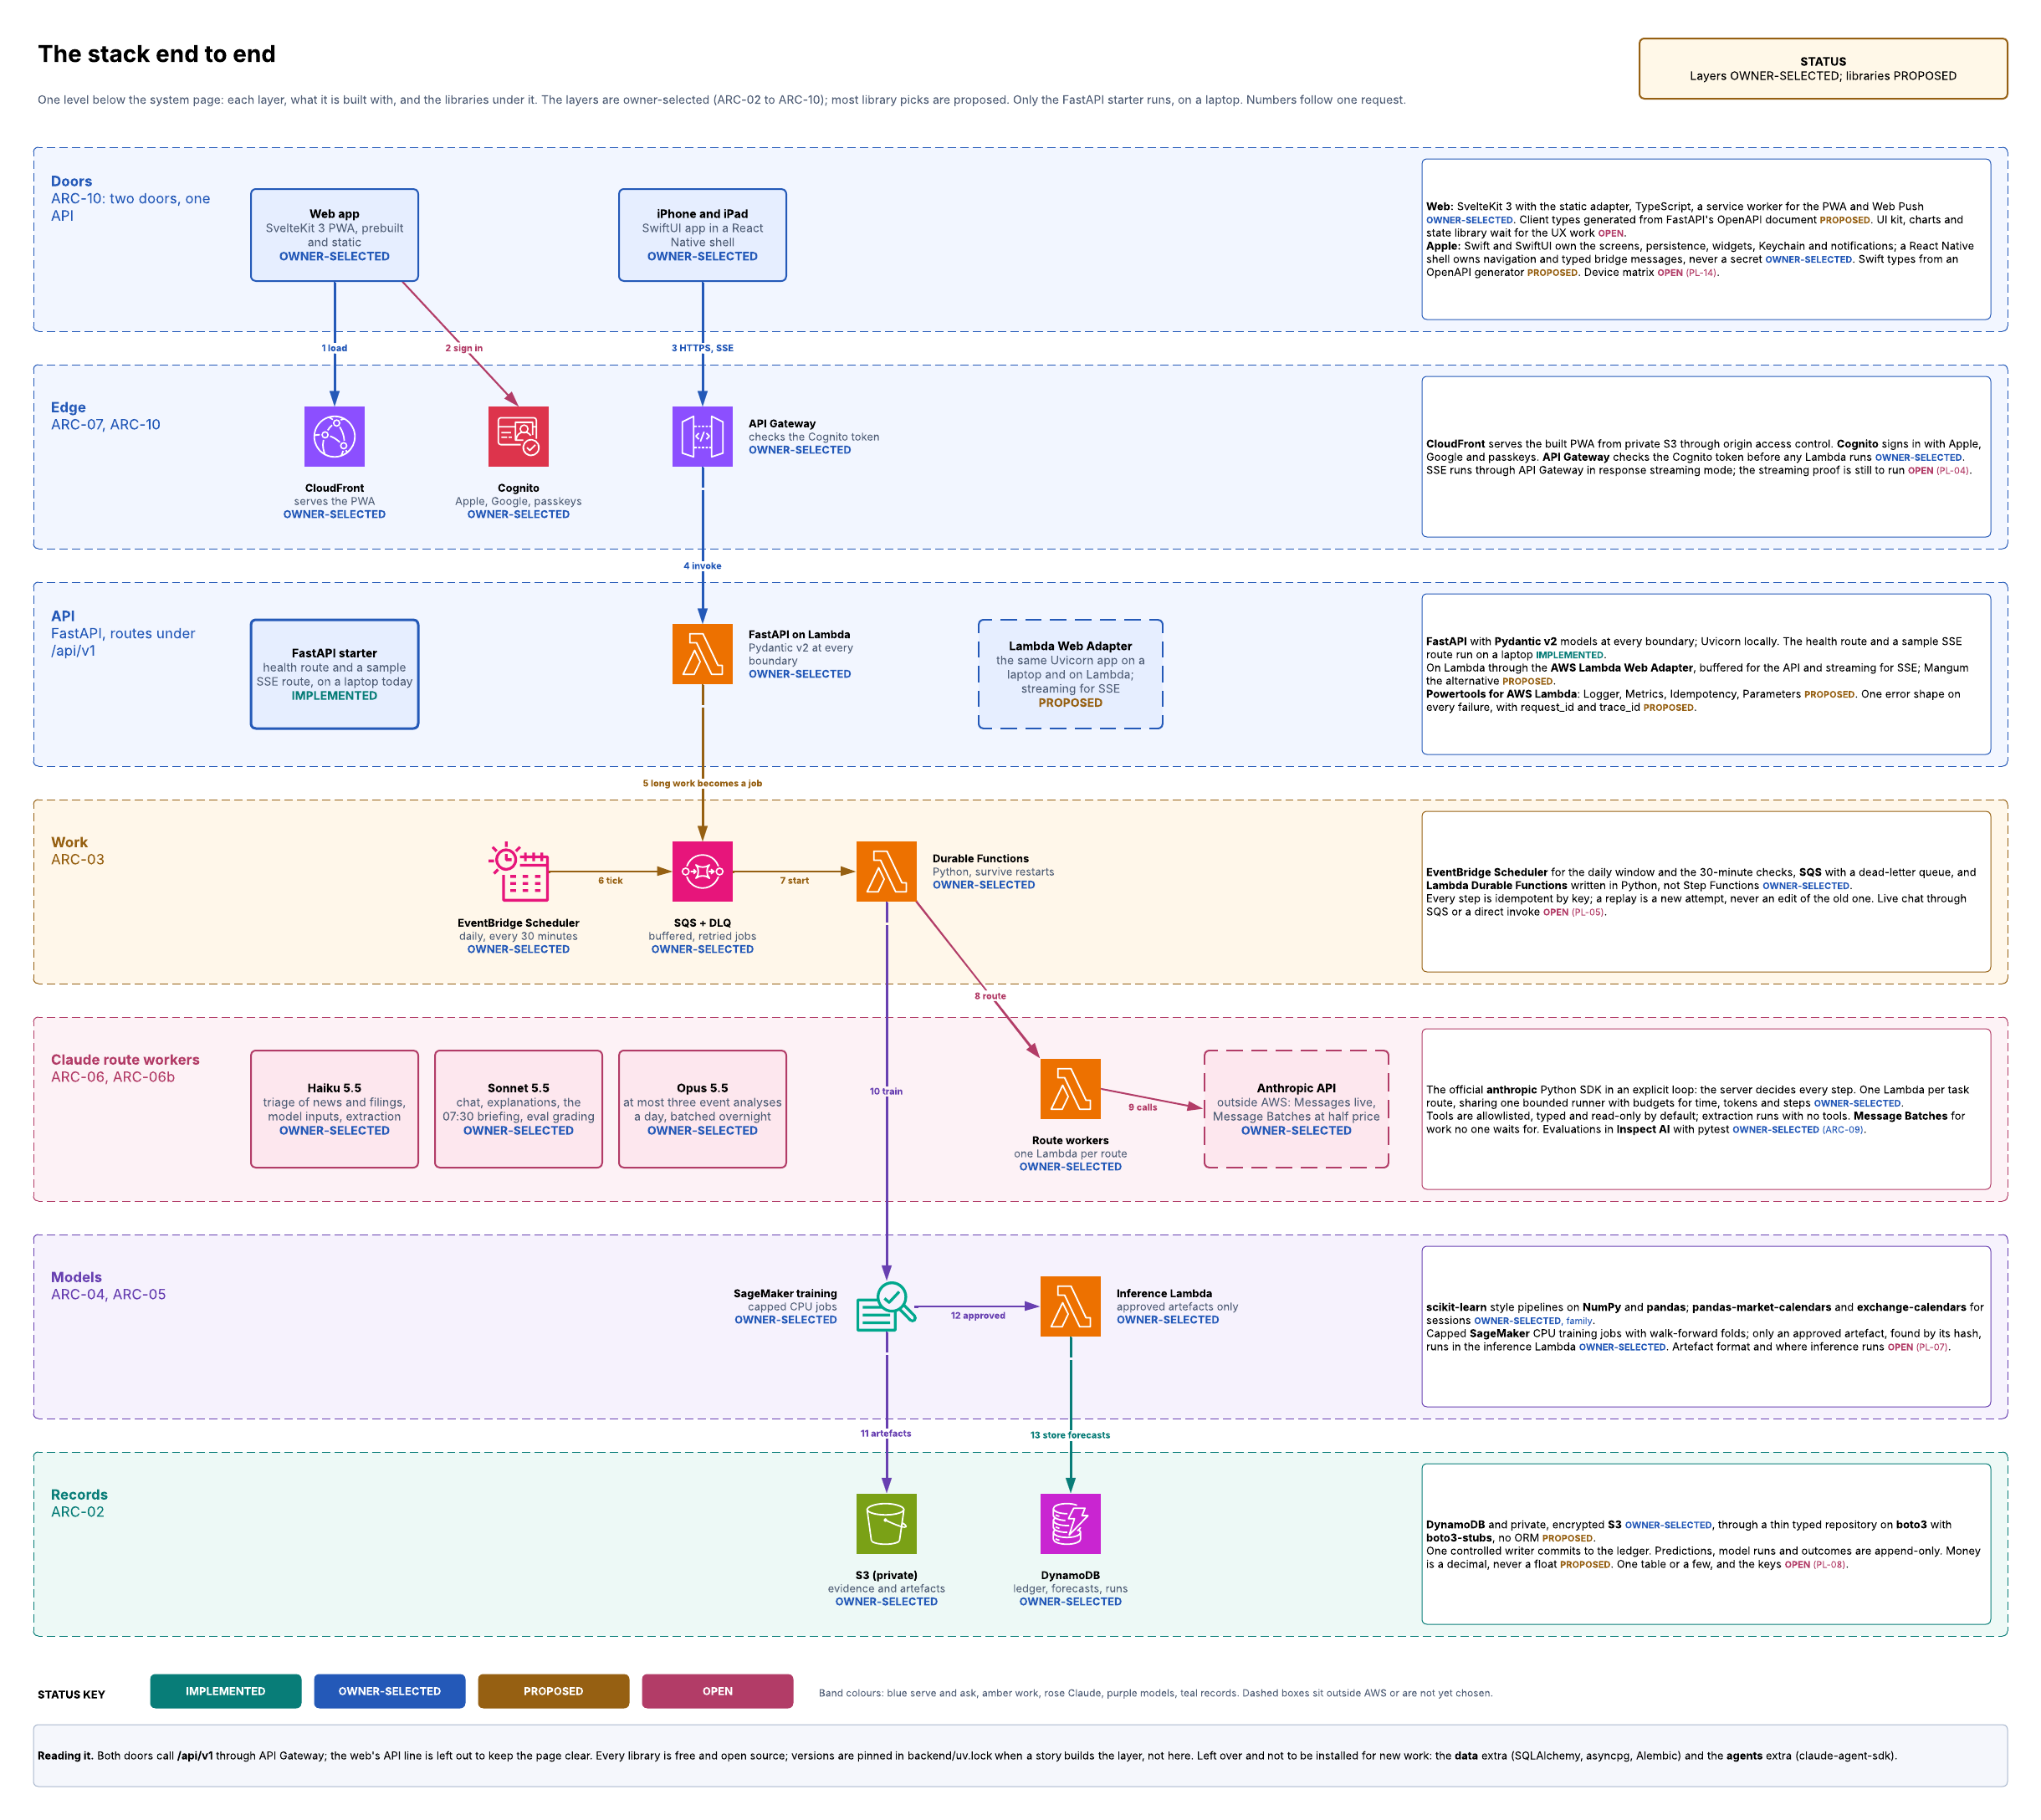 The stack end to end
STATUS
Layers OWNER-SELECTED; libraries PROPOSED
One level below the system page: each layer, what it is built with, and the libraries under it. The layers are owner-selected (ARC-02 to ARC-10); most library picks are proposed. Only the FastAPI starter runs, on a laptop. Numbers follow one request.
Doors
ARC-10: two doors, one
API
Web app
SvelteKit 3 PWA, prebuilt
and static
OWNER-SELECTED
iPhone and iPad
SwiftUI app in a React
Native shell
OWNER-SELECTED
Web: SvelteKit 3 with the static adapter, TypeScript, a service worker for the PWA and Web Push
OWNER-SELECTED. Client types generated from FastAPI's OpenAPI document PROPOSED. UI kit, charts and
state library wait for the UX work OPEN.
Apple: Swift and SwiftUI own the screens, persistence, widgets, Keychain and notifications; a React Native
shell owns navigation and typed bridge messages, never a secret OWNER-SELECTED. Swift types from an
OpenAPI generator PROPOSED. Device matrix OPEN (PL-14).
1 load
2 sign in
3 HTTPS, SSE
Edge
ARC-07, ARC-10
CloudFront
serves the PWA
OWNER-SELECTED
Cognito
Apple, Google, passkeys
OWNER-SELECTED
API Gateway
checks the Cognito token
OWNER-SELECTED
CloudFront serves the built PWA from private S3 through origin access control. Cognito signs in with Apple,
Google and passkeys. API Gateway checks the Cognito token before any Lambda runs OWNER-SELECTED.
SSE runs through API Gateway in response streaming mode; the streaming proof is still to run OPEN (PL-04).
4 invoke
API
FastAPI, routes under
/api/v1
FastAPI starter
health route and a sample
SSE route, on a laptop today
IMPLEMENTED
FastAPI on Lambda
Pydantic v2 at every
boundary
OWNER-SELECTED
Lambda Web Adapter
the same Uvicorn app on a
laptop and on Lambda;
streaming for SSE
PROPOSED
FastAPI with Pydantic v2 models at every boundary; Uvicorn locally. The health route and a sample SSE
route run on a laptop IMPLEMENTED.
On Lambda through the AWS Lambda Web Adapter, buffered for the API and streaming for SSE; Mangum
the alternative PROPOSED.
Powertools for AWS Lambda: Logger, Metrics, Idempotency, Parameters PROPOSED. One error shape on
every failure, with request_id and trace_id PROPOSED.
5 long work becomes a job
Work
ARC-03
EventBridge Scheduler
daily, every 30 minutes
OWNER-SELECTED
6 tick
SQS + DLQ
buffered, retried jobs
OWNER-SELECTED
7 start
Durable Functions
Python, survive restarts
OWNER-SELECTED
EventBridge Scheduler for the daily window and the 30-minute checks, SQS with a dead-letter queue, and
Lambda Durable Functions written in Python, not Step Functions OWNER-SELECTED.
Every step is idempotent by key; a replay is a new attempt, never an edit of the old one. Live chat through
SQS or a direct invoke OPEN (PL-05).
8 route
Claude route workers
ARC-06, ARC-06b
Haiku 5.5
triage of news and filings,
model inputs, extraction
OWNER-SELECTED
Sonnet 5.5
chat, explanations, the
07:30 briefing, eval grading
OWNER-SELECTED
Opus 5.5
at most three event analyses
a day, batched overnight
OWNER-SELECTED
10 train
Route workers
one Lambda per route
OWNER-SELECTED
9 calls
Anthropic API
outside AWS: Messages live,
Message Batches at half price
OWNER-SELECTED
The official anthropic Python SDK in an explicit loop: the server decides every step. One Lambda per task
route, sharing one bounded runner with budgets for time, tokens and steps OWNER-SELECTED.
Tools are allowlisted, typed and read-only by default; extraction runs with no tools. Message Batches for
work no one waits for. Evaluations in Inspect AI with pytest OWNER-SELECTED (ARC-09).
Models
ARC-04, ARC-05
SageMaker training
capped CPU jobs
OWNER-SELECTED
12 approved
Inference Lambda
approved artefacts only
OWNER-SELECTED
scikit-learn style pipelines on NumPy and pandas; pandas-market-calendars and exchange-calendars for
sessions OWNER-SELECTED, family.
Capped SageMaker CPU training jobs with walk-forward folds; only an approved artefact, found by its hash,
runs in the inference Lambda OWNER-SELECTED. Artefact format and where inference runs OPEN (PL-07).
11 artefacts
13 store forecasts
Records
ARC-02
S3 (private)
evidence and artefacts
OWNER-SELECTED
DynamoDB
ledger, forecasts, runs
OWNER-SELECTED
DynamoDB and private, encrypted S3 OWNER-SELECTED, through a thin typed repository on boto3 with
boto3-stubs, no ORM PROPOSED.
One controlled writer commits to the ledger. Predictions, model runs and outcomes are append-only. Money
is a decimal, never a float PROPOSED. One table or a few, and the keys OPEN (PL-08).
STATUS KEY
IMPLEMENTED
OWNER-SELECTED
PROPOSED
OPEN
Band colours: blue serve and ask, amber work, rose Claude, purple models, teal records. Dashed boxes sit outside AWS or are not yet chosen.
Reading it. Both doors call /api/v1 through API Gateway; the web's API line is left out to keep the page clear. Every library is free and open source; versions are pinned in backend/uv.lock when a story builds the layer, not here. Left over and not to be installed for new work: the data extra (SQLAlchemy, asyncpg, Alembic) and the agents extra (claude-agent-sdk).